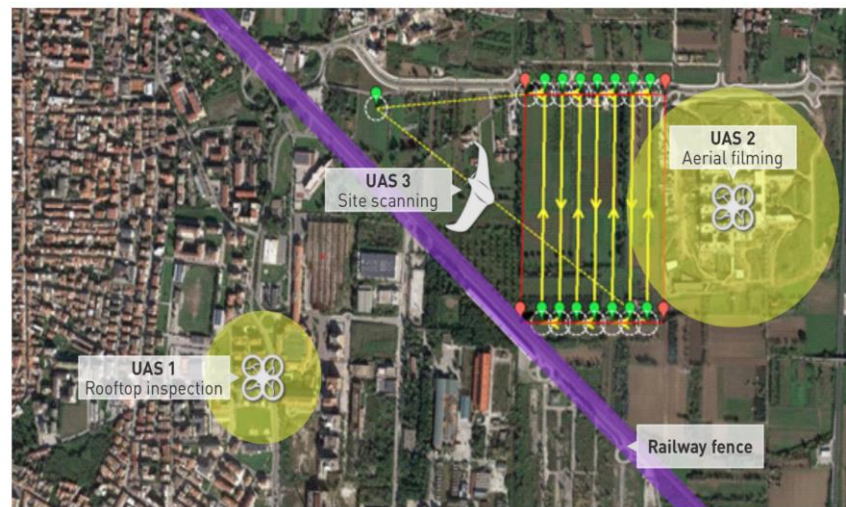 UAS 2
Aerial filming
UAS 3
Site scanning
UAS 1
Rooftop inspection
Railway fence